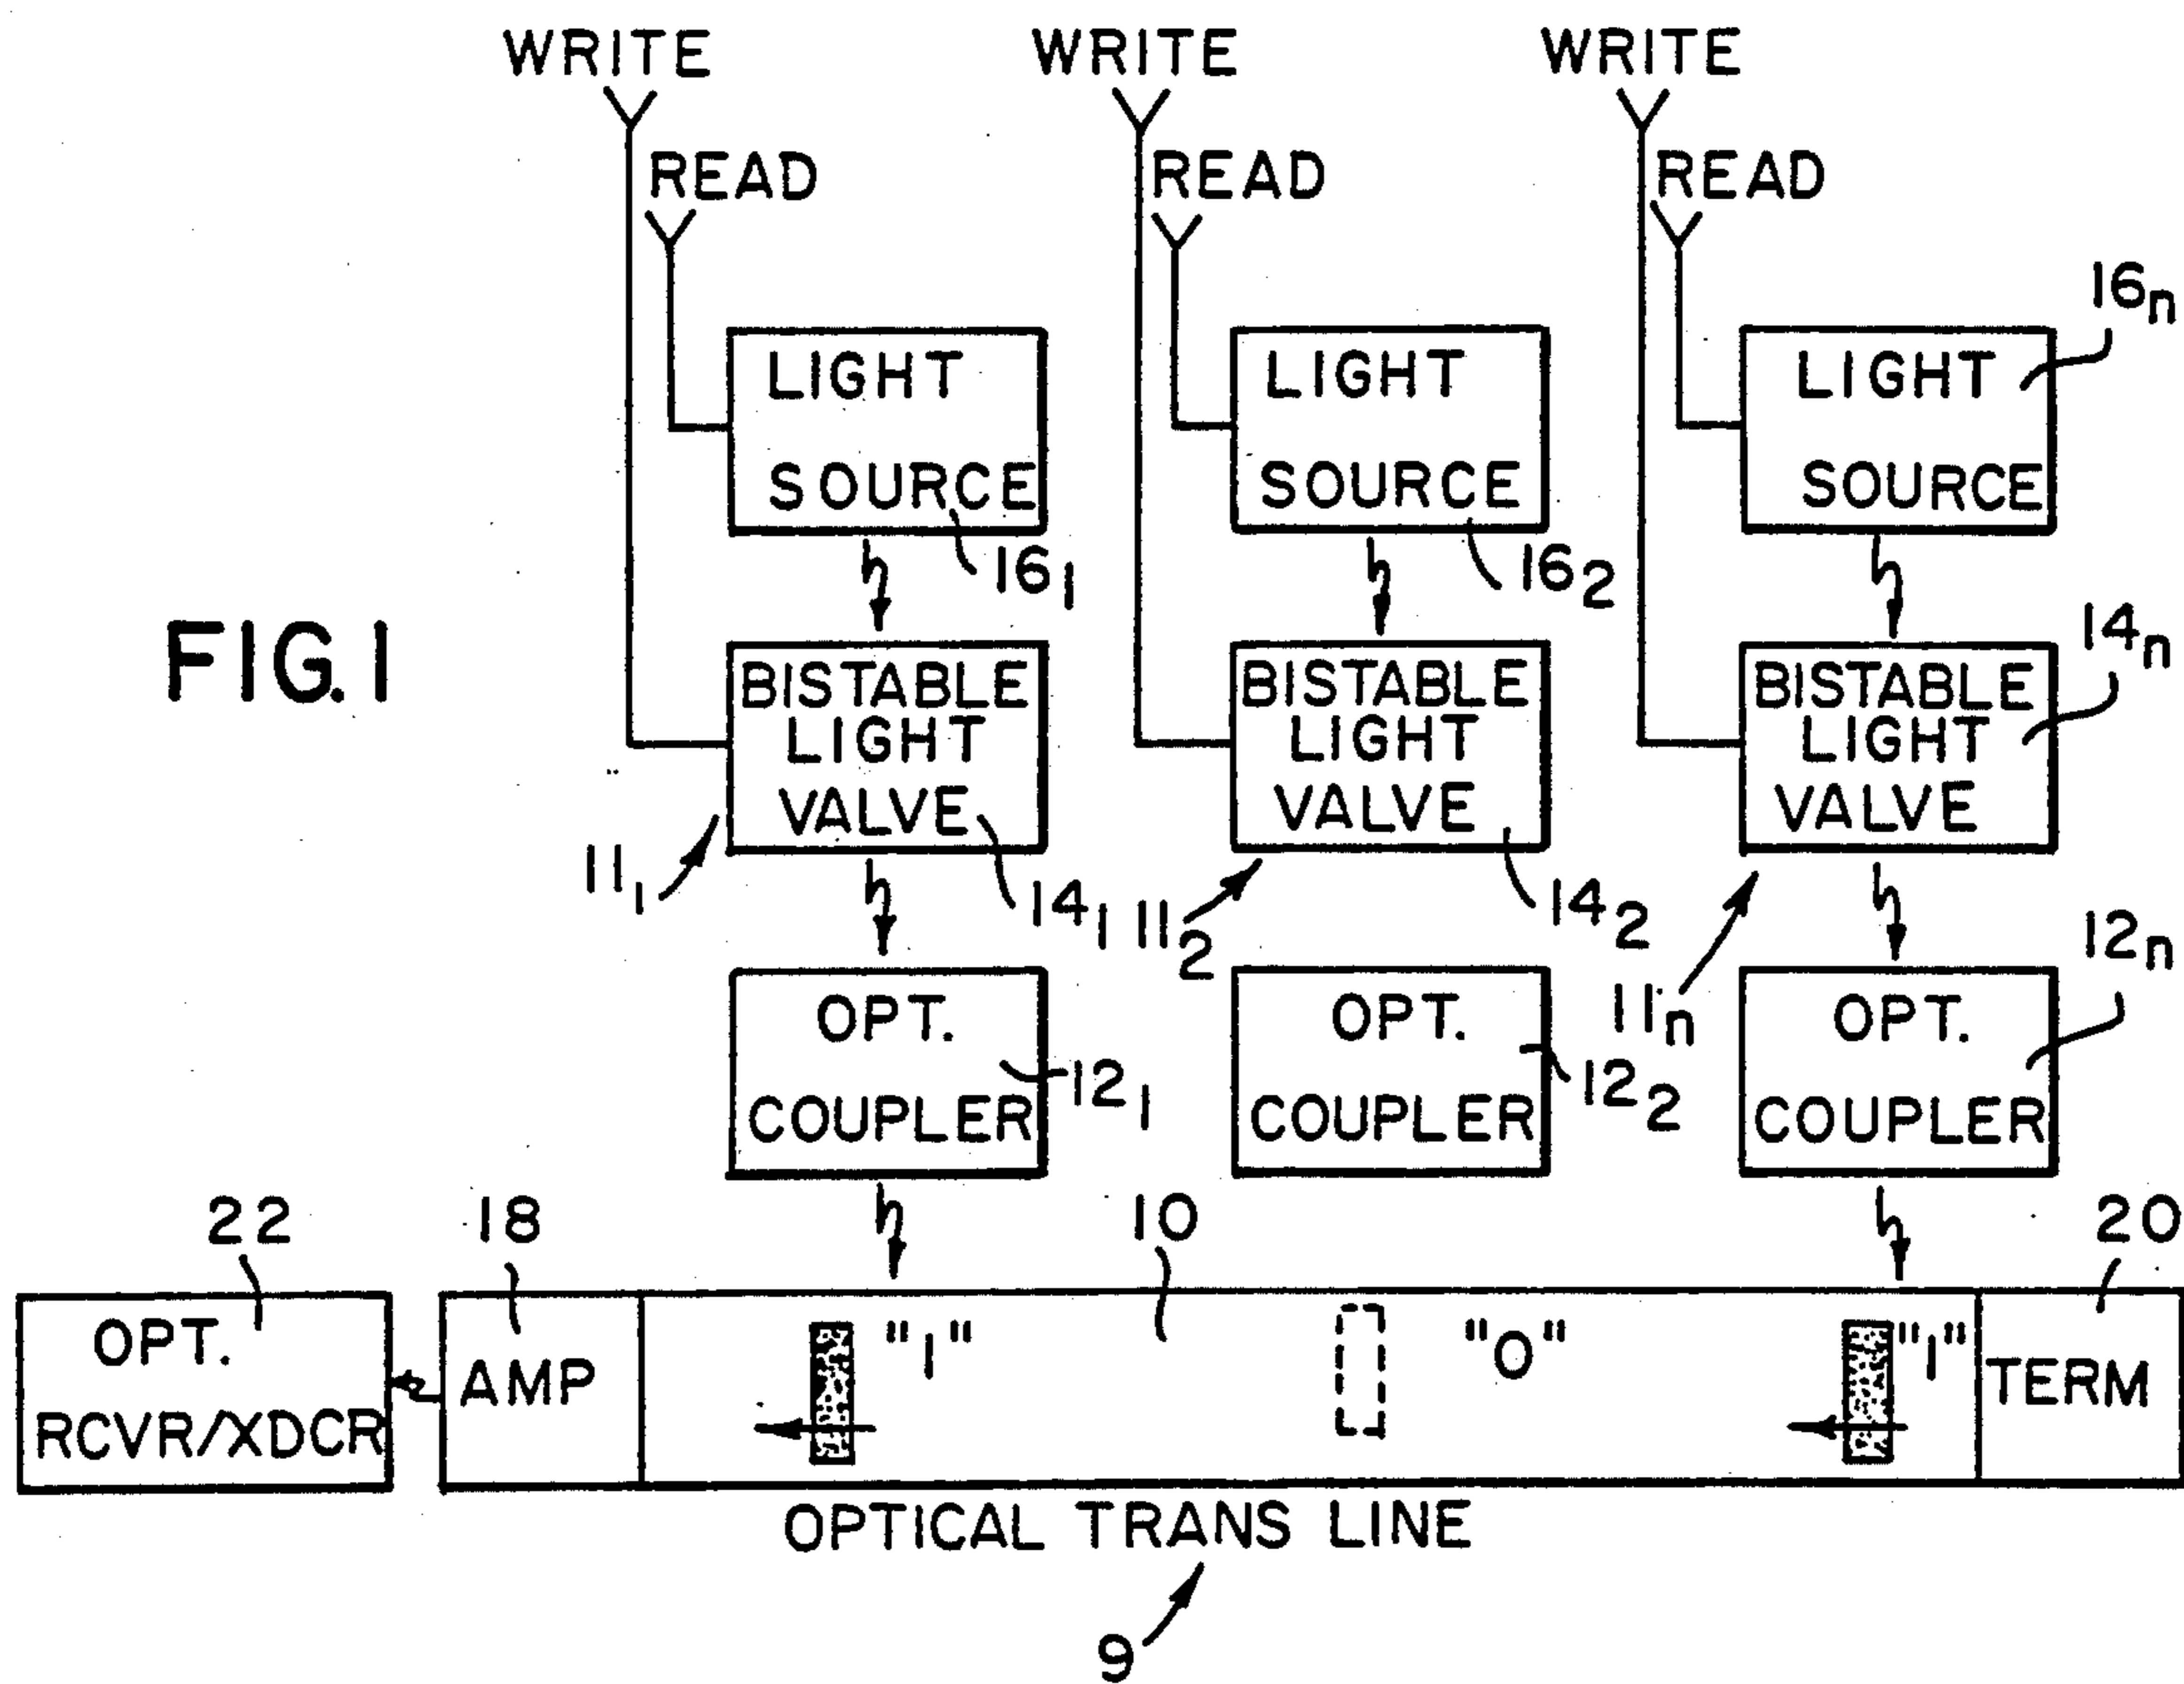 WRITE WRITE WRITE
READ READ READ
16n
LIGHT SOURCE LIGHT SOURCE LIGHT SOURCE
16₁ 16₂
FIG. 1
14n
BISTABLE LIGHT VALVE BISTABLE LIGHT VALVE BISTABLE LIGHT VALVE
11₁ 14₁ 11₂ 14₂ 11n
12n
OPT. COUPLER OPT. COUPLER OPT. COUPLER
12₁ 12₂
22 18 10 20
OPT. RCVR/XDCR AMP "1" "0" "1" TERM
OPTICAL TRANS LINE
9